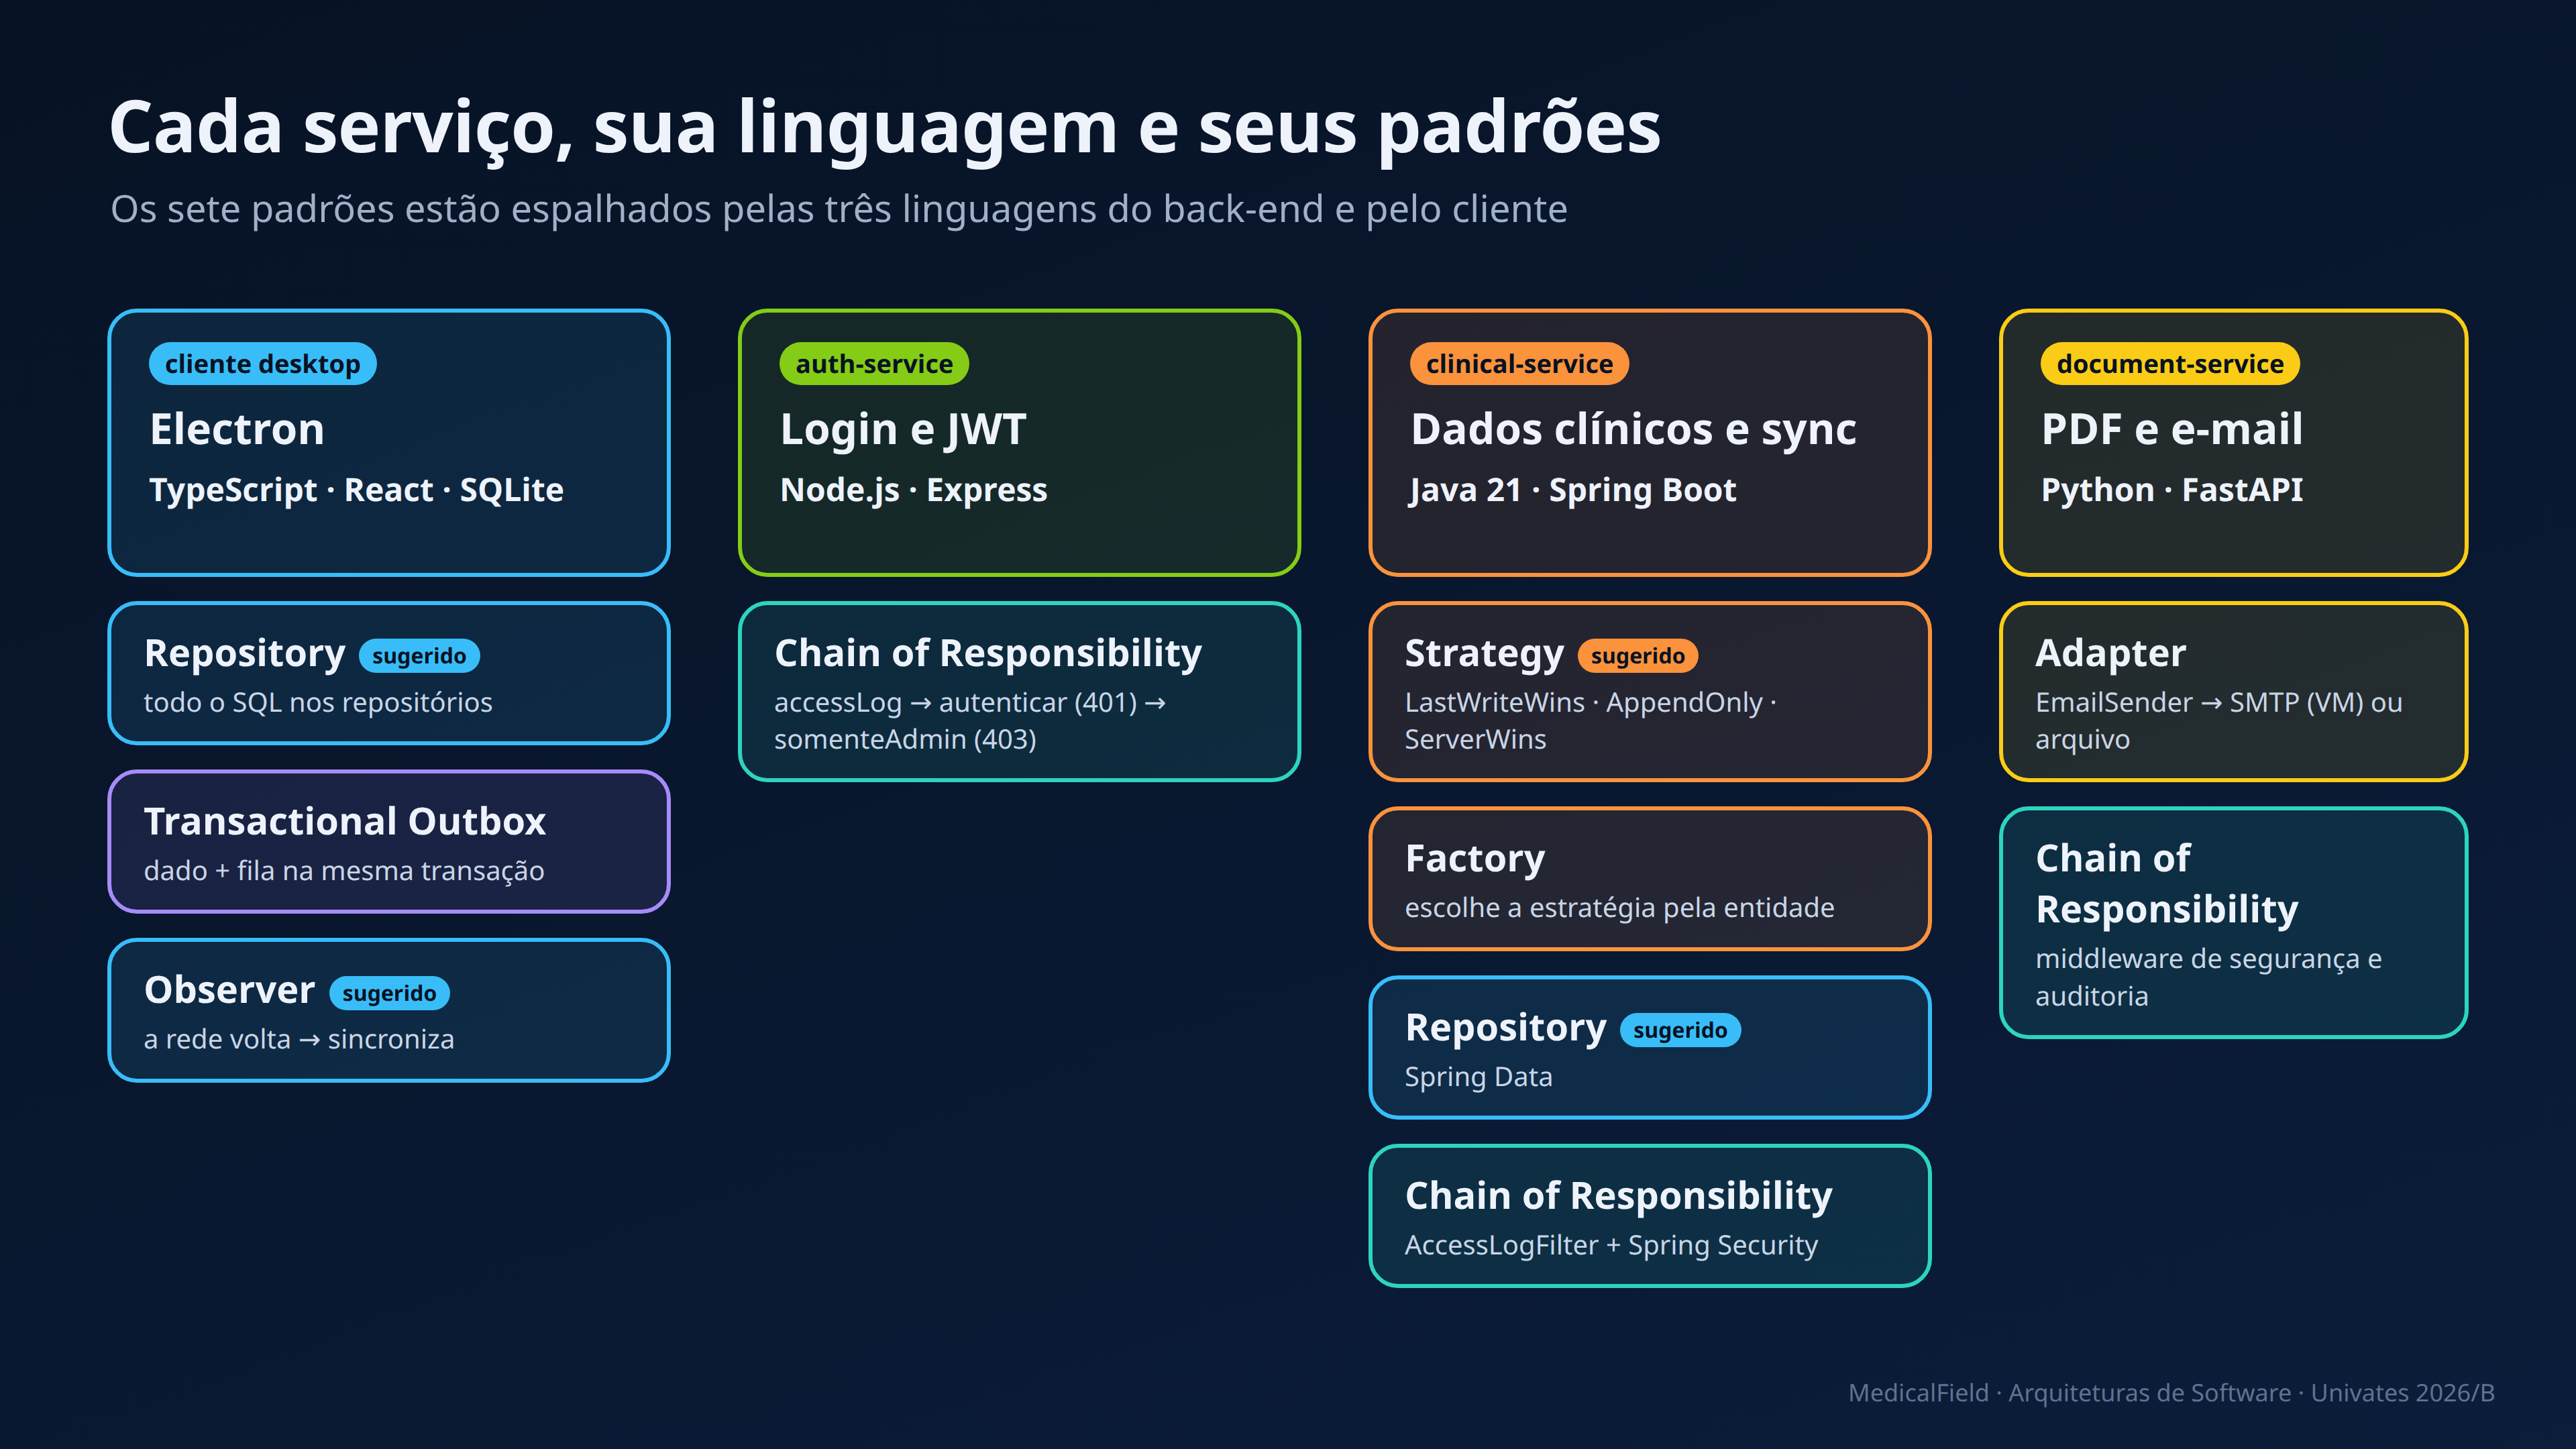 Cada serviço, sua linguagem e seus padrões
Os sete padrões estão espalhados pelas três linguagens do back-end e pelo cliente
cliente desktop
Electron
TypeScript · React · SQLite
Repository sugerido
todo o SQL nos repositórios
Transactional Outbox
dado + fila na mesma transação
Observer sugerido
a rede volta → sincroniza
auth-service
Login e JWT
Node.js · Express
Chain of Responsibility
accessLog → autenticar (401) →
somenteAdmin (403)
clinical-service
Dados clínicos e sync
Java 21 · Spring Boot
Strategy sugerido
LastWriteWins · AppendOnly ·
ServerWins
Factory
escolhe a estratégia pela entidade
Repository sugerido
Spring Data
Chain of Responsibility
AccessLogFilter + Spring Security
document-service
PDF e e-mail
Python · FastAPI
Adapter
EmailSender → SMTP (VM) ou
arquivo
Chain of
Responsibility
middleware de segurança e
auditoria
MedicalField · Arquiteturas de Software · Univates 2026/B